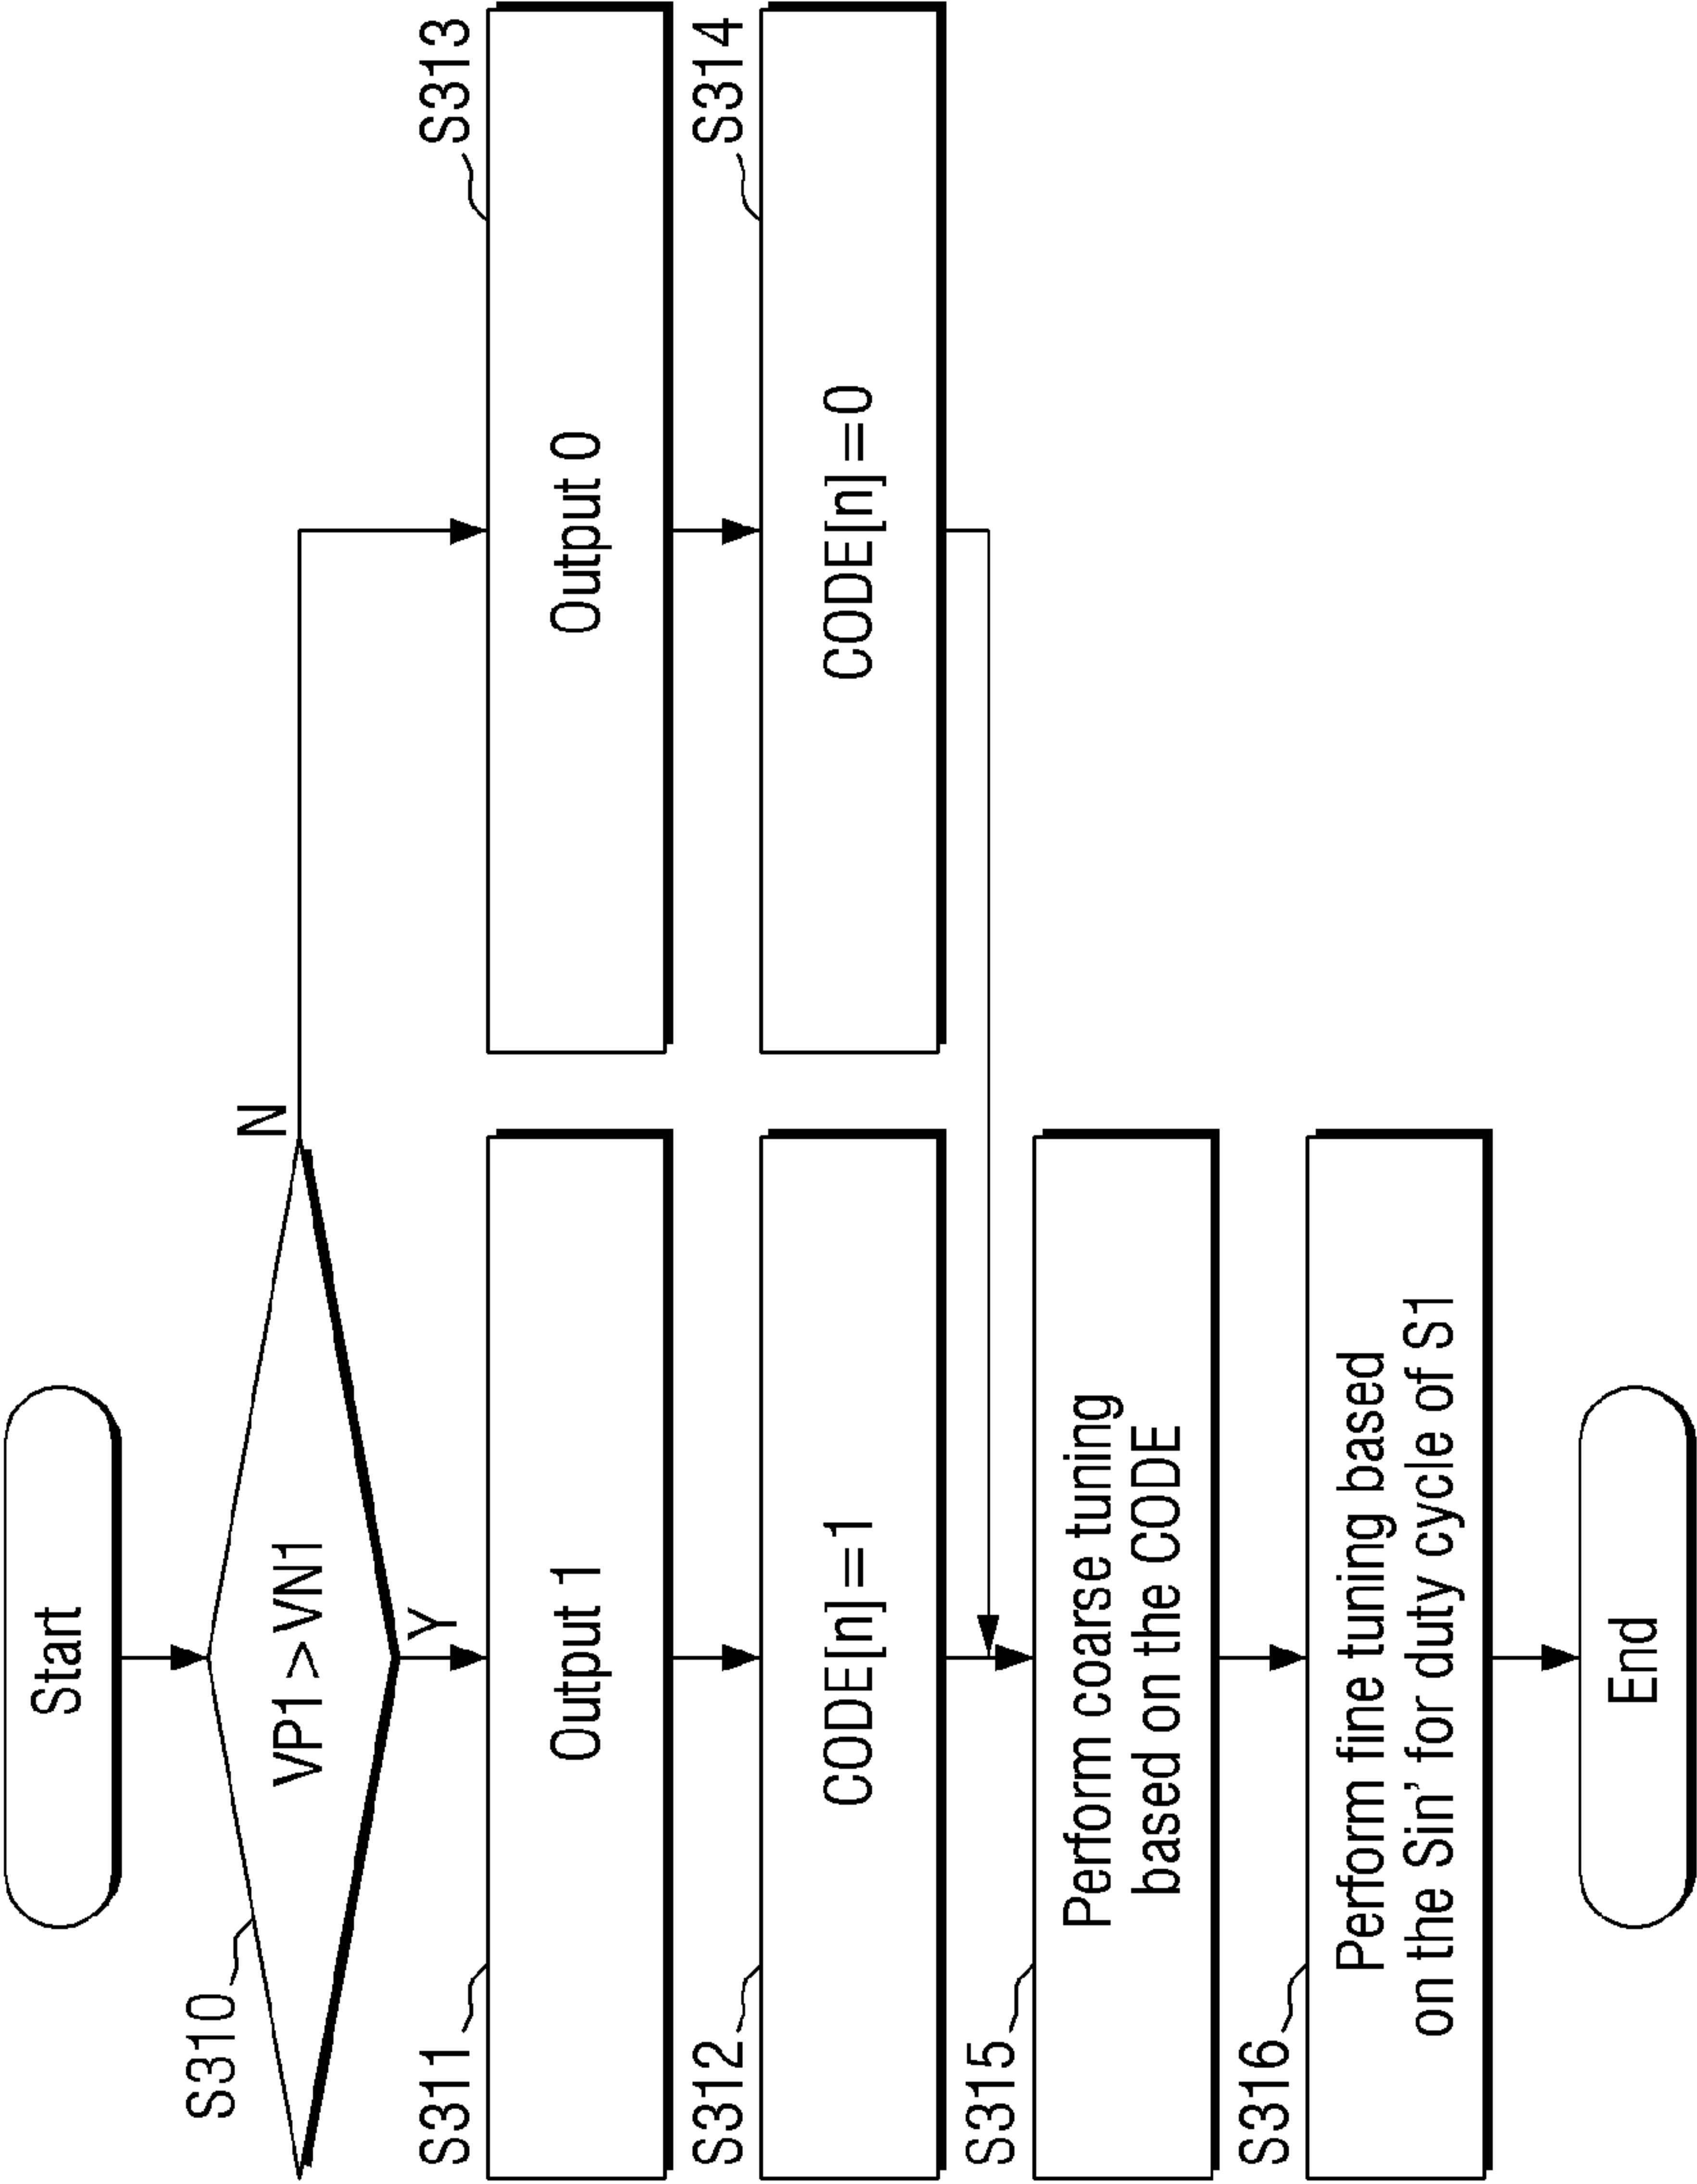 Start
S310
VP1 > VN1
N
Y
S311
Output 1
S313
Output 0
S312
CODE[n]=1
S314
CODE[n]=0
S315
Perform coarse tuning
based on the CODE
S316
Perform fine tuning based
on the Sin' for duty cycle of S1
End